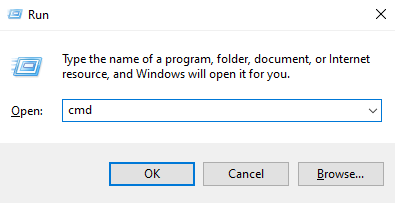 Run
Type the name of a program, folder, document, or Internet
resource, and Windows will open it for you.
Open: cmd
OK Cancel Browse...